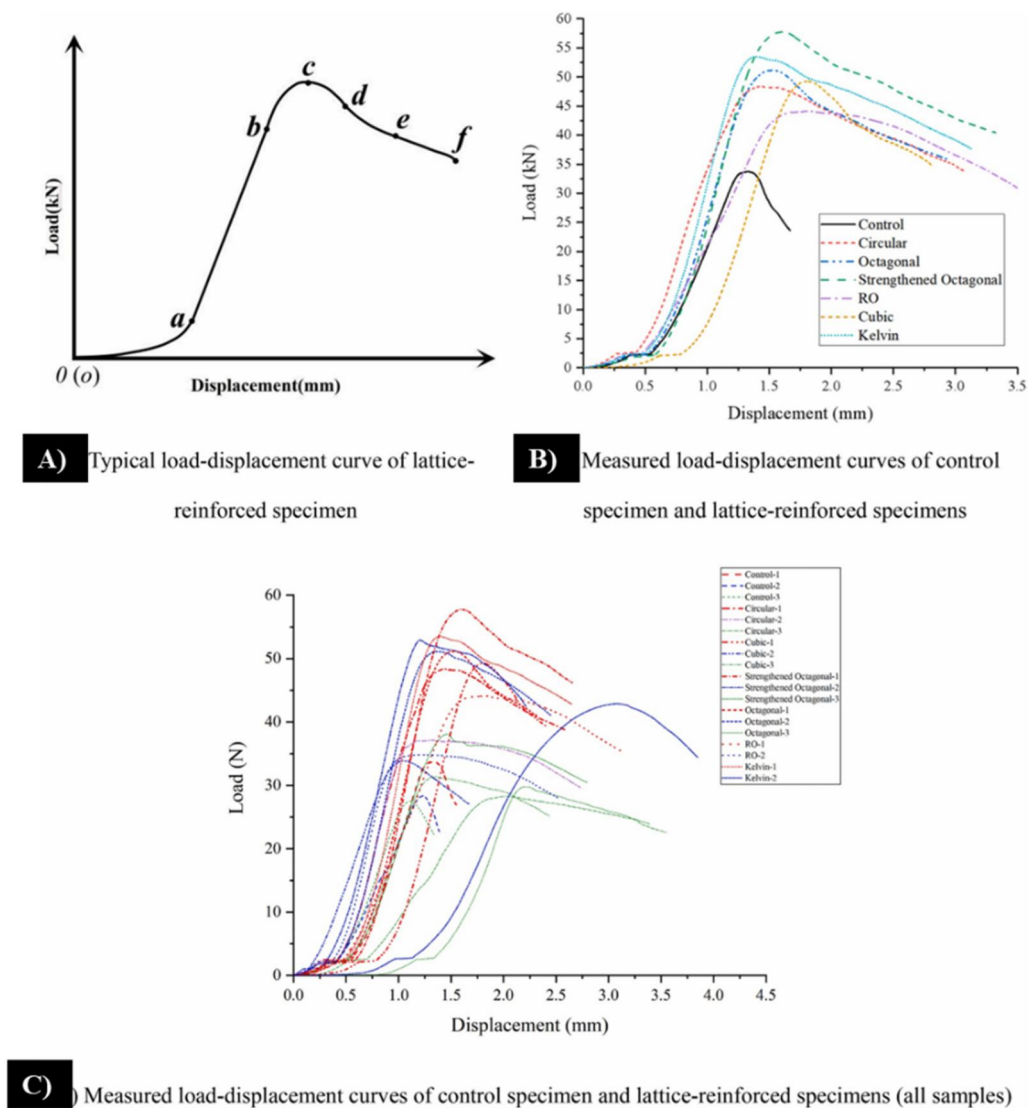 Load(kN)
a
b
c
d
e
f
0 (o)
Displacement(mm)
A) Typical load-displacement curve of lattice-
reinforced specimen
60
55
50
45
40
35
30
25
20
15
10
5
0
Load (kN)
Control
Circular
Octagonal
Strengthened Octagonal
RO
Cubic
Kelvin
0.0 0.5 1.0 1.5 2.0 2.5 3.0 3.5
Displacement (mm)
B) Measured load-displacement curves of control
specimen and lattice-reinforced specimens
60
50
40
30
20
10
0
Load (N)
Control-1
Control-2
Control-3
Circular-1
Circular-2
Circular-3
Cubic-1
Cubic-2
Cubic-3
Strengthened Octagonal-1
Strengthened Octagonal-2
Strengthened Octagonal-3
Octagonal-1
Octagonal-2
Octagonal-3
RO-1
RO-2
Kelvin-1
Kelvin-2
0.0 0.5 1.0 1.5 2.0 2.5 3.0 3.5 4.0 4.5
Displacement (mm)
C) ) Measured load-displacement curves of control specimen and lattice-reinforced specimens (all samples)